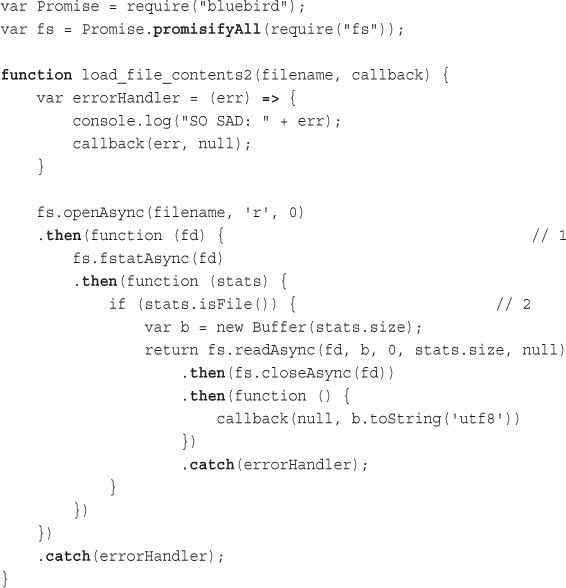 var Promise = require("bluebird");
var fs = Promise.promisifyAll(require("fs"));

function load_file_contents2(filename, callback) {
    var errorHandler = (err) => {
        console.log("SO SAD: " + err);
        callback(err, null);
    }

    fs.openAsync(filename, 'r', 0)
    .then(function (fd) {                                  // 1
        fs.fstatAsync(fd)
        .then(function (stats) {
            if (stats.isFile()) {                      // 2
                var b = new Buffer(stats.size);
                return fs.readAsync(fd, b, 0, stats.size, null)
                    .then(fs.closeAsync(fd))
                    .then(function () {
                        callback(null, b.toString('utf8'))
                    })
                    .catch(errorHandler);
            }
        })
    })
    .catch(errorHandler);
}